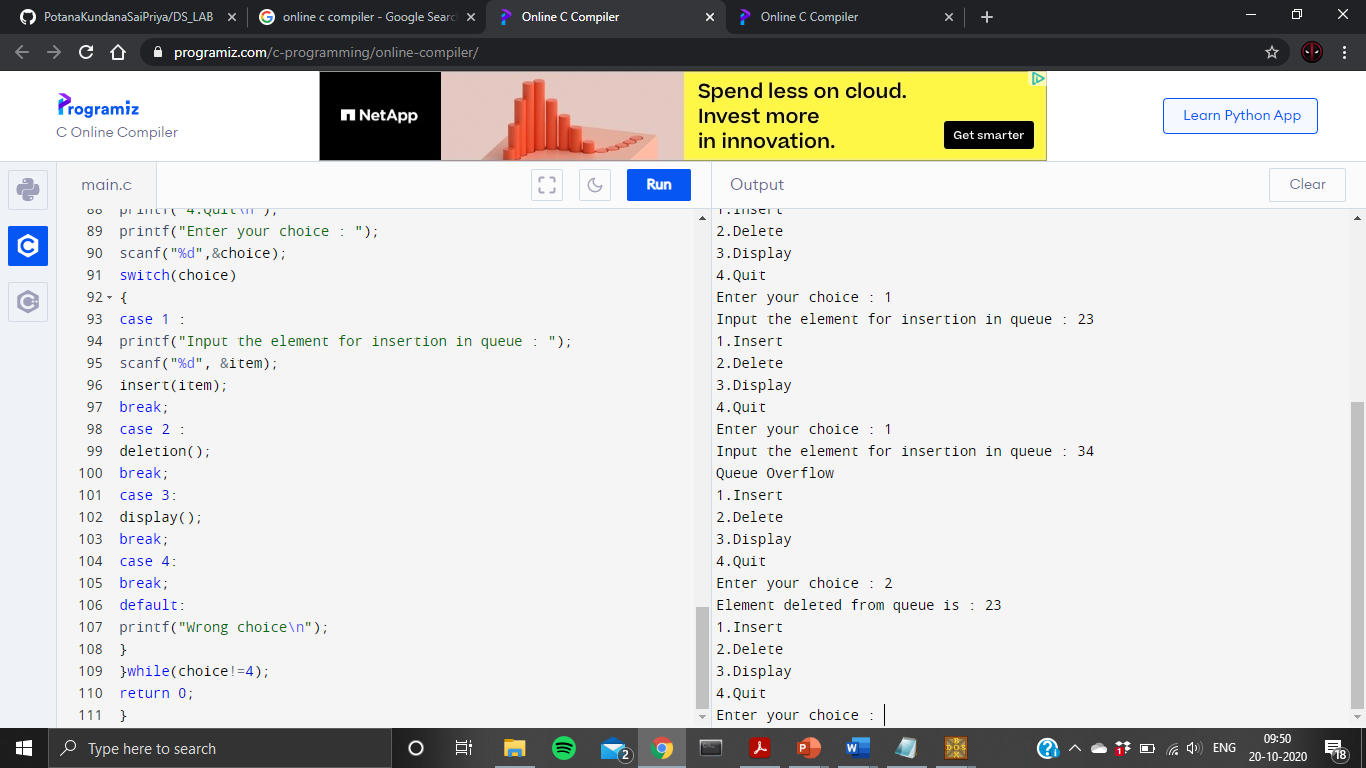 PotanaKundanaSaiPriya/DS_LAB
online c compiler - Google Searc
Online C Compiler
Online C Compiler
programiz.com/c-programming/online-compiler/
Programiz
C Online Compiler
NetApp
Spend less on cloud.
Invest more
in innovation.
Get smarter
Learn Python App
main.c
Run
Output
Clear
88 printf("4.Quit\n");
89 printf("Enter your choice : ");
90 scanf("%d",&choice);
91 switch(choice)
92 {
93 case 1 :
94 printf("Input the element for insertion in queue : ");
95 scanf("%d", &item);
96 insert(item);
97 break;
98 case 2 :
99 deletion();
100 break;
101 case 3:
102 display();
103 break;
104 case 4:
105 break;
106 default:
107 printf("Wrong choice\n");
108 }
109 }while(choice!=4);
110 return 0;
111 }
1.Insert
2.Delete
3.Display
4.Quit
Enter your choice : 1
Input the element for insertion in queue : 23
1.Insert
2.Delete
3.Display
4.Quit
Enter your choice : 1
Input the element for insertion in queue : 34
Queue Overflow
1.Insert
2.Delete
3.Display
4.Quit
Enter your choice : 2
Element deleted from queue is : 23
1.Insert
2.Delete
3.Display
4.Quit
Enter your choice :
Type here to search
2
ENG
09:50
20-10-2020
18